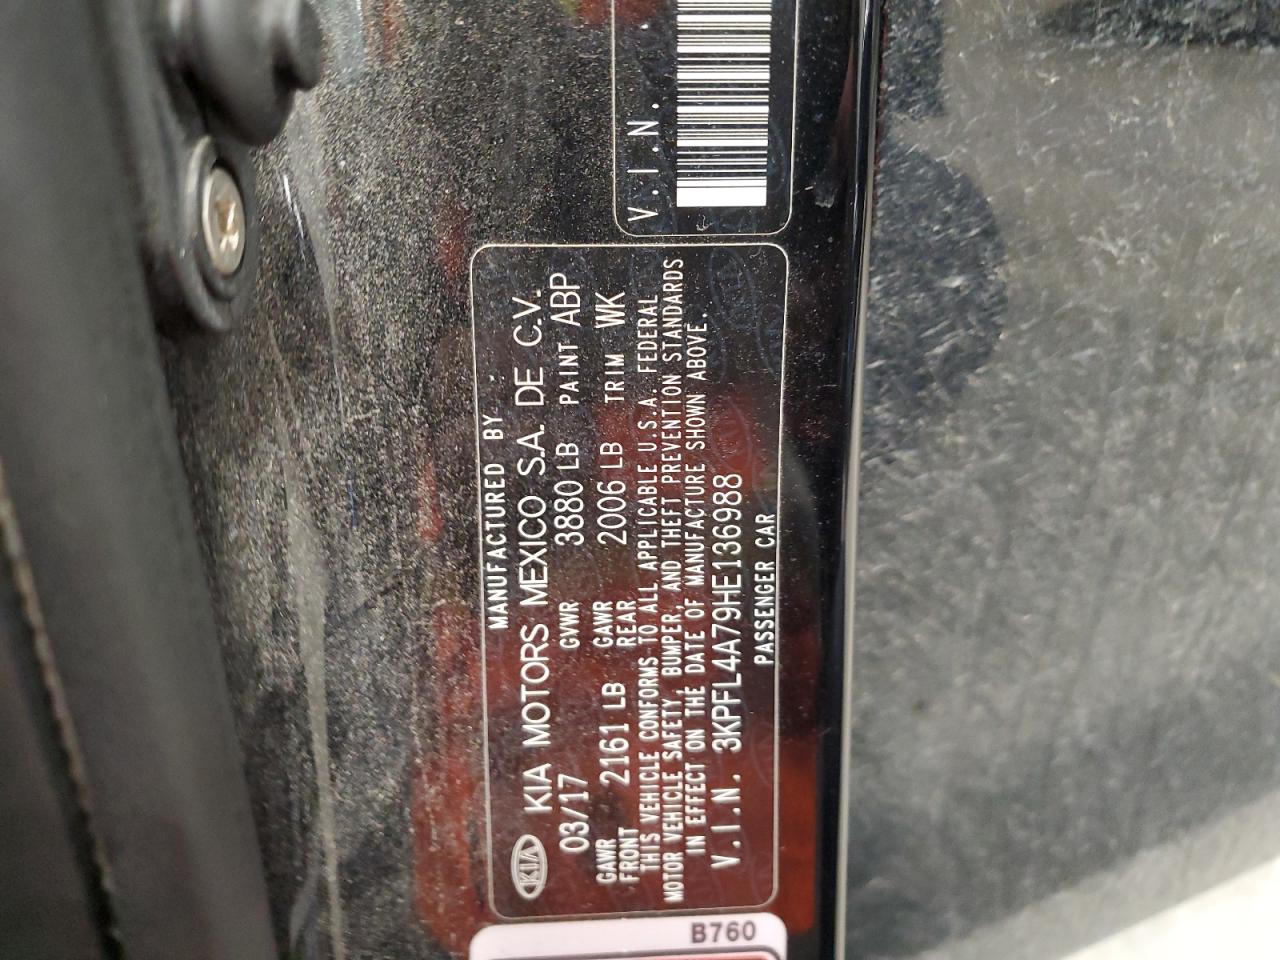 V.I.N.
MANUFACTURED BY :
KIA KIA MOTORS MEXICO S.A. DE C.V.
03/17 GVWR 3880 LB PAINT ABP
GAWR FRONT 2161 LB GAWR REAR 2006 LB TRIM WK
THIS VEHICLE CONFORMS TO ALL APPLICABLE U.S.A. FEDERAL
MOTOR VEHICLE SAFETY, BUMPER, AND THEFT PREVENTION STANDARDS
IN EFFECT ON THE DATE OF MANUFACTURE SHOWN ABOVE.
V.I.N. 3KPFL4A79HE136988
PASSENGER CAR
B760